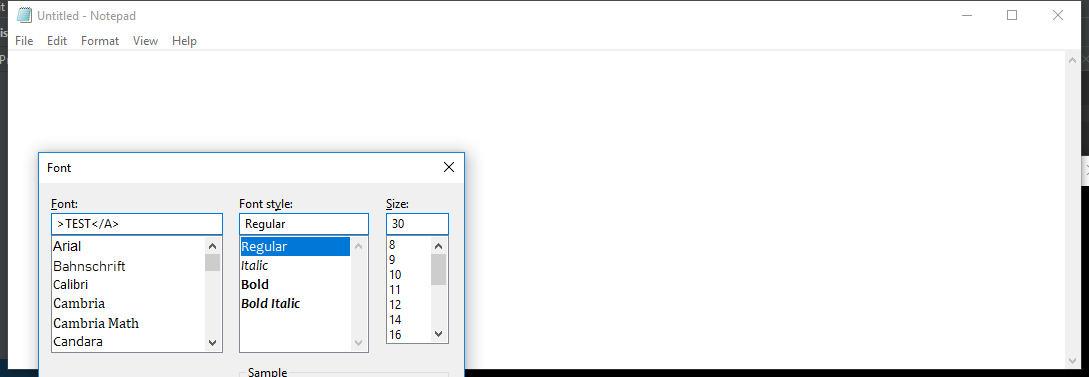 Untitled - Notepad
File Edit Format View Help
Font
Font: Font style: Size:
>TEST</A> Regular 30
Arial Regular 8
Bahnschrift Italic 9
Calibri Bold 10
Cambria Bold Italic 11
Cambria Math 12
Candara 14
16
Sample